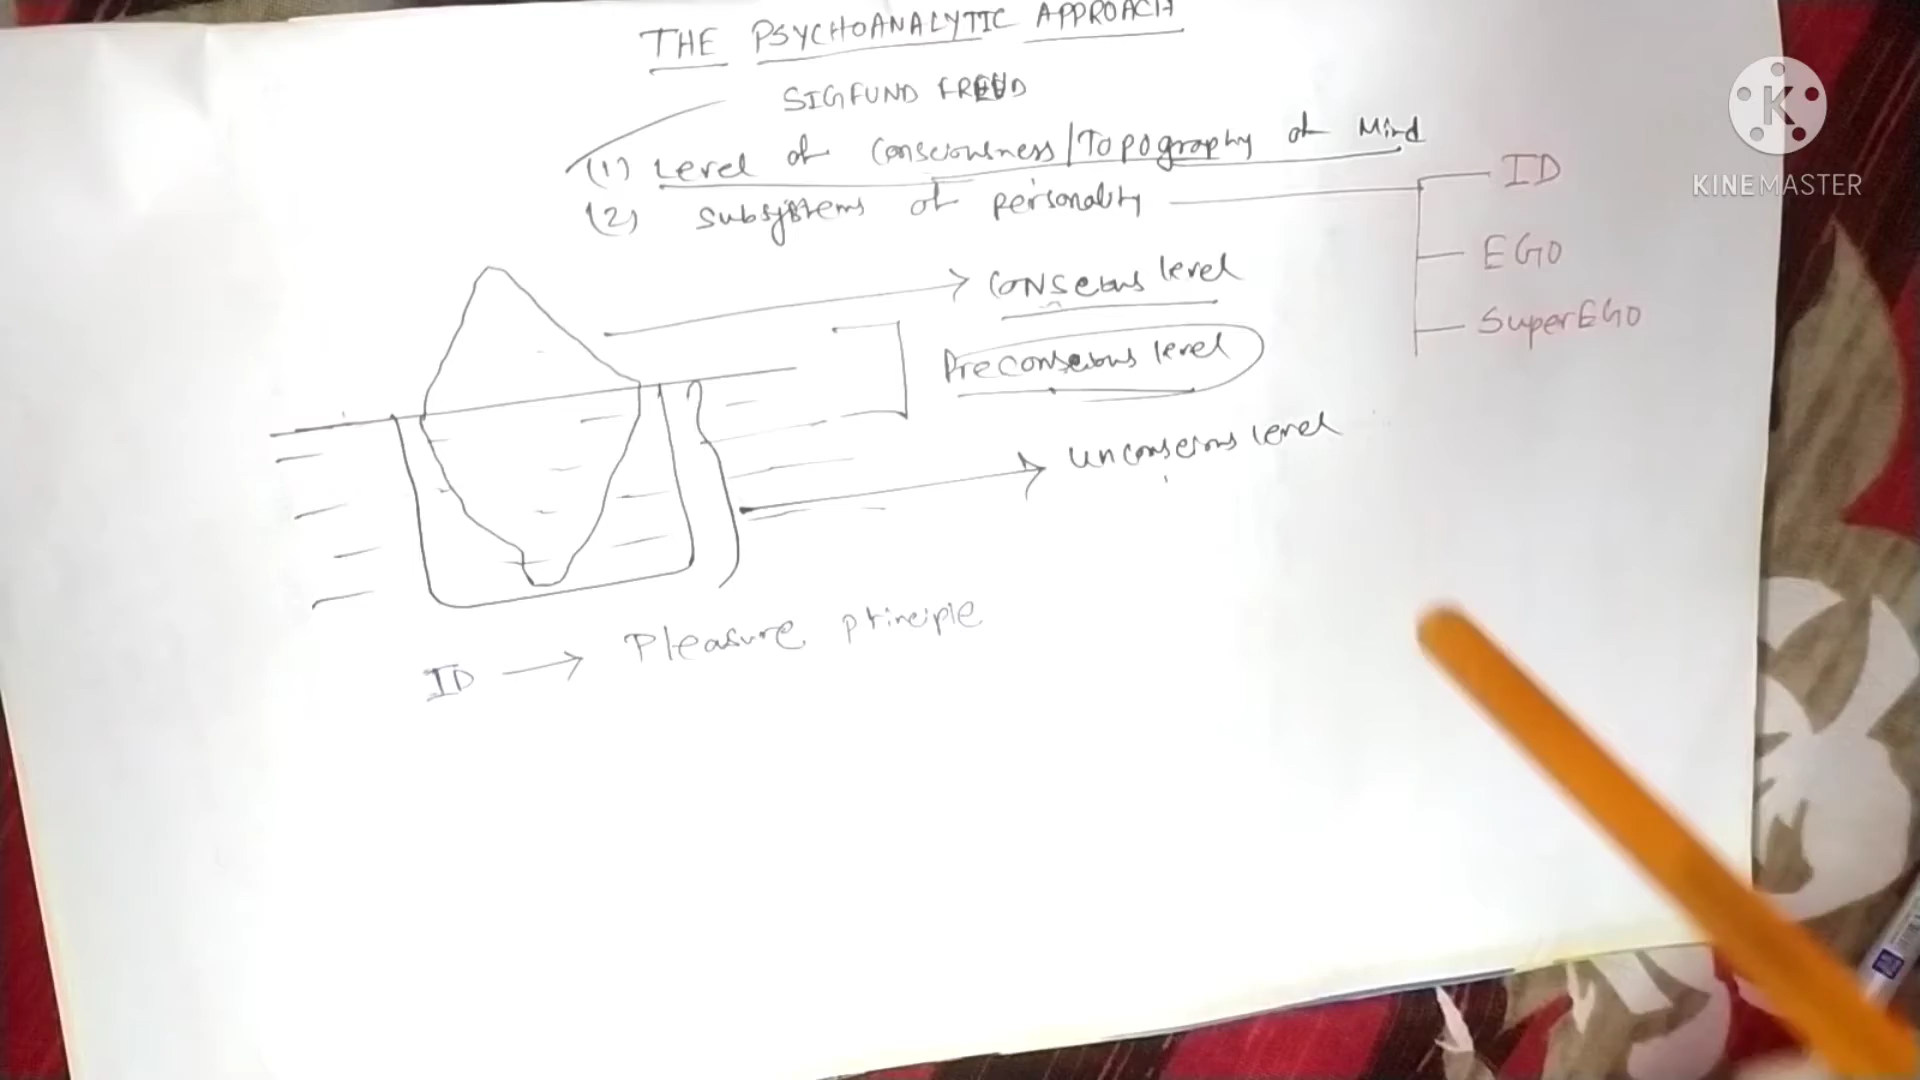 THE PSYCHOANALYTIC APPROACH
SIGFUND FREUD
(1) Level of Consciousness/Topography of Mind
(2) subsystems of personality
ID
EGO
SuperEGO
Conscious level
Preconscious level
unconscious level
ID → Pleasure principle
K
KINEMASTER